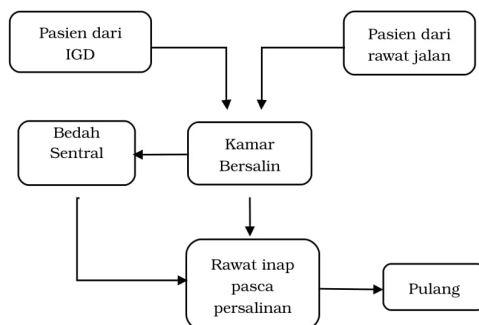 Pasien dari
IGD
Pasien dari
rawat jalan
Bedah
Sentral
Kamar
Bersalin
Rawat inap
pasca
persalinan
Pulang